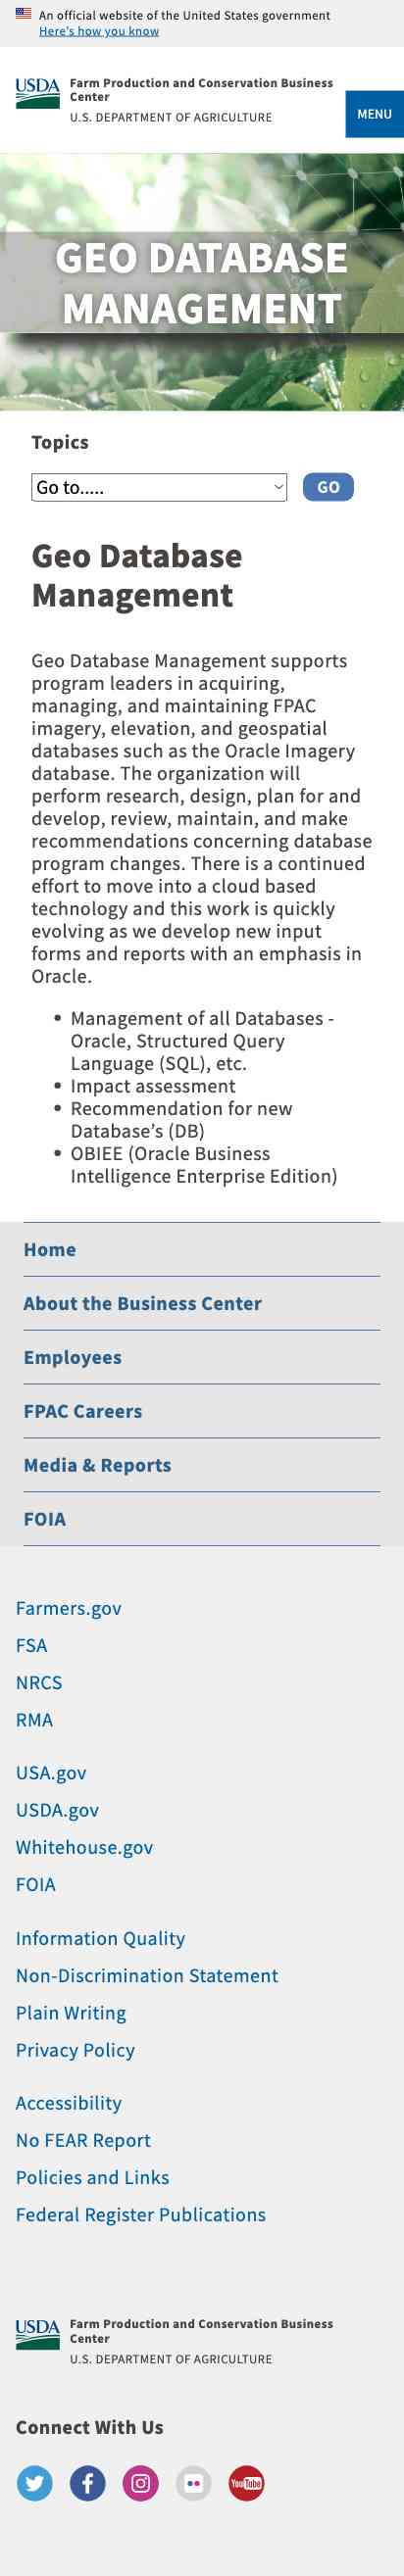 An official website of the United States government
Here's how you know
USDA
Farm Production and Conservation Business
Center
U.S. DEPARTMENT OF AGRICULTURE
MENU
GEO DATABASE
MANAGEMENT
Topics
Go to.....
GO
Geo Database
Management
Geo Database Management supports
program leaders in acquiring,
managing, and maintaining FPAC
imagery, elevation, and geospatial
databases such as the Oracle Imagery
database. The organization will
perform research, design, plan for and
develop, review, maintain, and make
recommendations concerning database
program changes. There is a continued
effort to move into a cloud based
technology and this work is quickly
evolving as we develop new input
forms and reports with an emphasis in
Oracle.
• Management of all Databases -
Oracle, Structured Query
Language (SQL), etc.
• Impact assessment
• Recommendation for new
Database’s (DB)
• OBIEE (Oracle Business
Intelligence Enterprise Edition)
Home
About the Business Center
Employees
FPAC Careers
Media & Reports
FOIA
Farmers.gov
FSA
NRCS
RMA
USA.gov
USDA.gov
Whitehouse.gov
FOIA
Information Quality
Non-Discrimination Statement
Plain Writing
Privacy Policy
Accessibility
No FEAR Report
Policies and Links
Federal Register Publications
USDA
Farm Production and Conservation Business
Center
U.S. DEPARTMENT OF AGRICULTURE
Connect With Us
YouTube